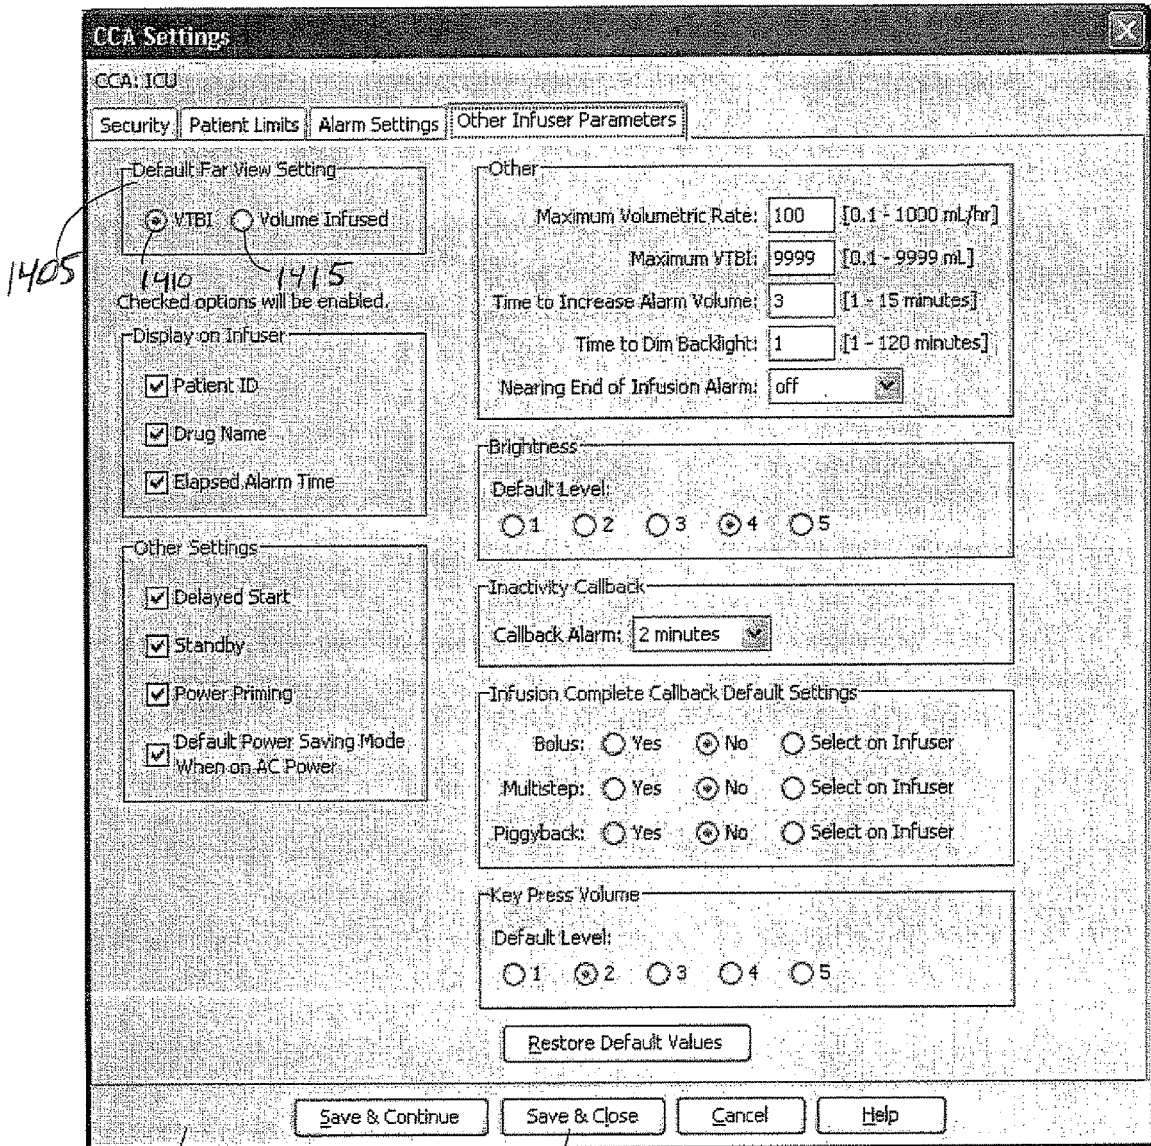 CCA Settings
CCA: ICU
Security Patient Limits Alarm Settings Other Infuser Parameters
Default Far View Setting
VTBI Volume Infused
1405
1410 1415
Checked options will be enabled.
Display on Infuser
Patient ID
Drug Name
Elapsed Alarm Time
Other Settings
Delayed Start
Standby
Power Priming
Default Power Saving Mode
When on AC Power
Other
Maximum Volumetric Rate: 100 [0.1 - 1000 mL/hr]
Maximum VTBI: 9999 [0.1 - 9999 mL]
Time to Increase Alarm Volume: 3 [1 - 15 minutes]
Time to Dim Backlight: 1 [1 - 120 minutes]
Nearing End of Infusion Alarm: off
Brightness
Default Level:
1 2 3 4 5
Inactivity Callback
Callback Alarm: 2 minutes
Infusion Complete Callback Default Settings
Bolus: Yes No Select on Infuser
Multistep: Yes No Select on Infuser
Piggyback: Yes No Select on Infuser
Key Press Volume
Default Level:
1 2 3 4 5
Restore Default Values
Save & Continue Save & Close Cancel Help